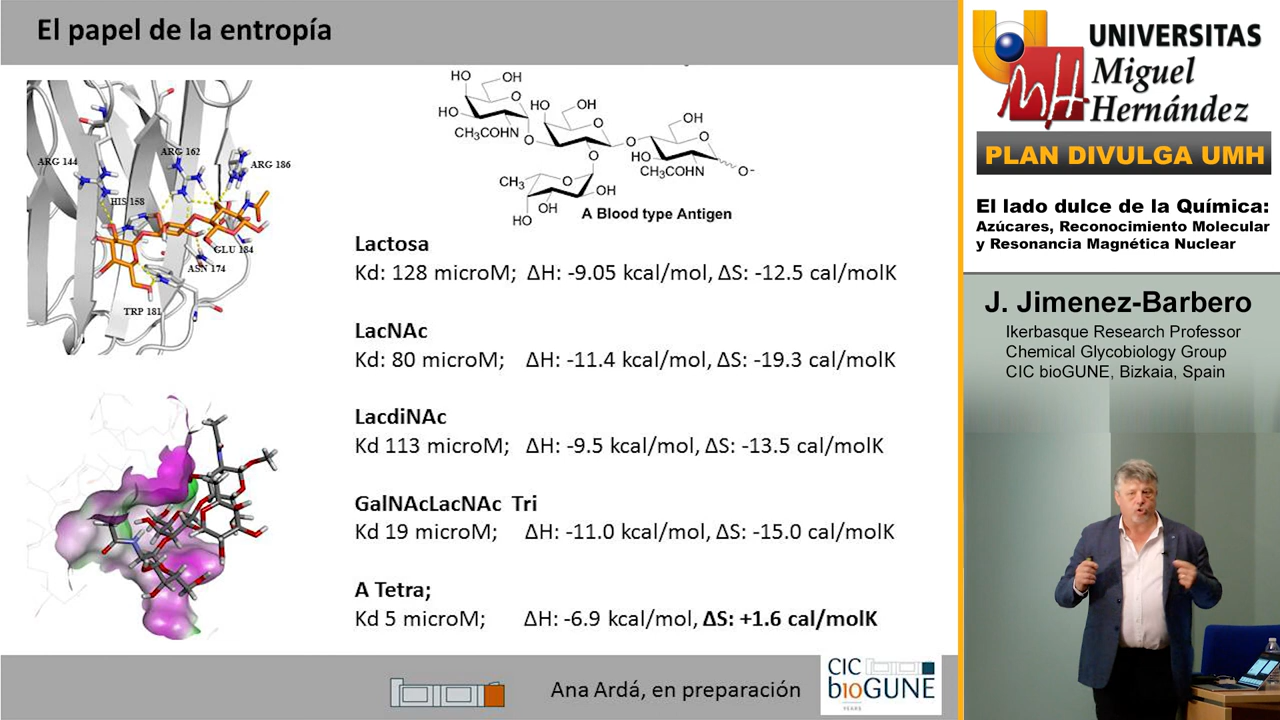 El papel de la entropía
ARG 144
ARG 162
ARG 186
HIS 158
GLU 184
ASN 174
TRP 181
HO
OH
HO
O
CH₃CONH
O
HO
OH
O
O
O
OH
HO
O
CH₃CONH
O-
CH₃
O
OH
OH
HO
A Blood type Antigen
Lactosa
Kd: 128 microM; ΔH: -9.05 kcal/mol, ΔS: -12.5 cal/molK
LacNAc
Kd: 80 microM; ΔH: -11.4 kcal/mol, ΔS: -19.3 cal/molK
LacdiNAc
Kd 113 microM; ΔH: -9.5 kcal/mol, ΔS: -13.5 cal/molK
GalNAcLacNAc Tri
Kd 19 microM; ΔH: -11.0 kcal/mol, ΔS: -15.0 cal/molK
A Tetra;
Kd 5 microM; ΔH: -6.9 kcal/mol, ΔS: +1.6 cal/molK
Ana Ardá, en preparación
CIC
bioGUNE
YEARS
UNIVERSITAS
Miguel
Hernández
PLAN DIVULGA UMH
El lado dulce de la Química:
Azúcares, Reconocimiento Molecular
y Resonancia Magnética Nuclear
J. Jimenez-Barbero
Ikerbasque Research Professor
Chemical Glycobiology Group
CIC bioGUNE, Bizkaia, Spain